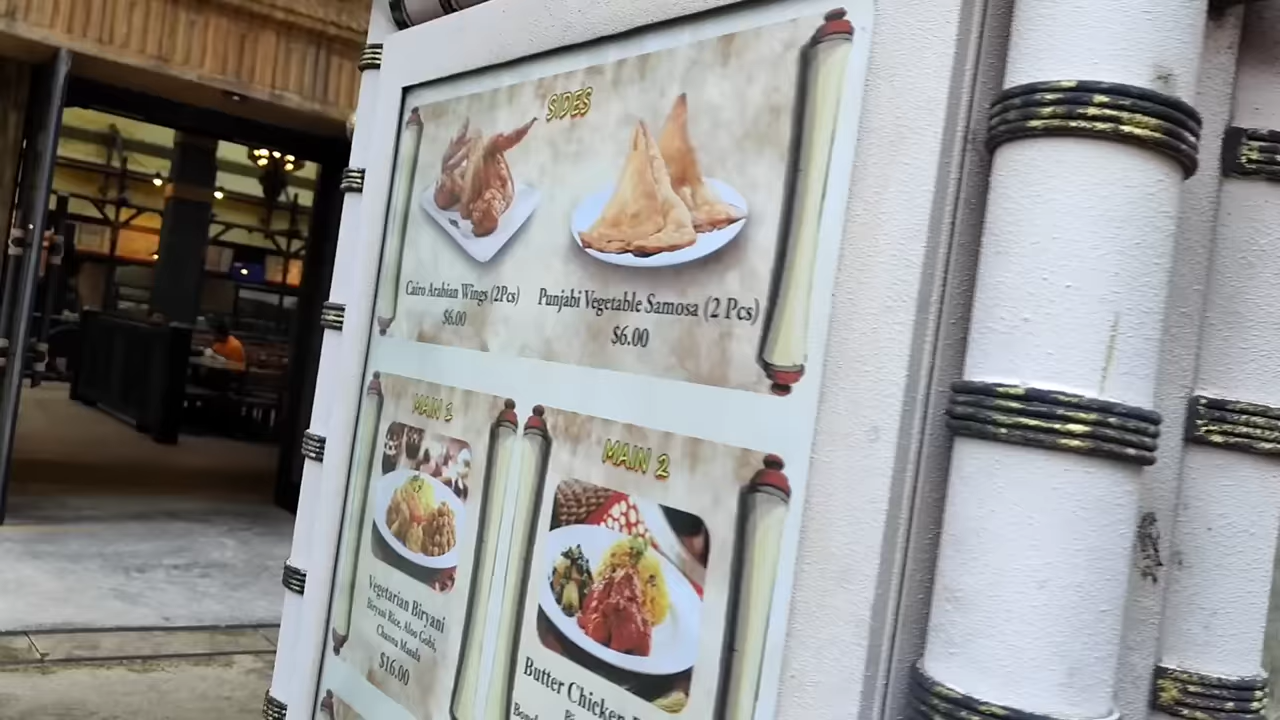 SIDES
Cairo Arabian Wings (2Pcs)
$6.00
Punjabi Vegetable Samosa (2 Pcs)
$6.00
MAIN 1
Vegetarian Biryani
Biryani Rice, Aloo Gobi,
Channa Masala
$16.00
MAIN 2
Butter Chicken